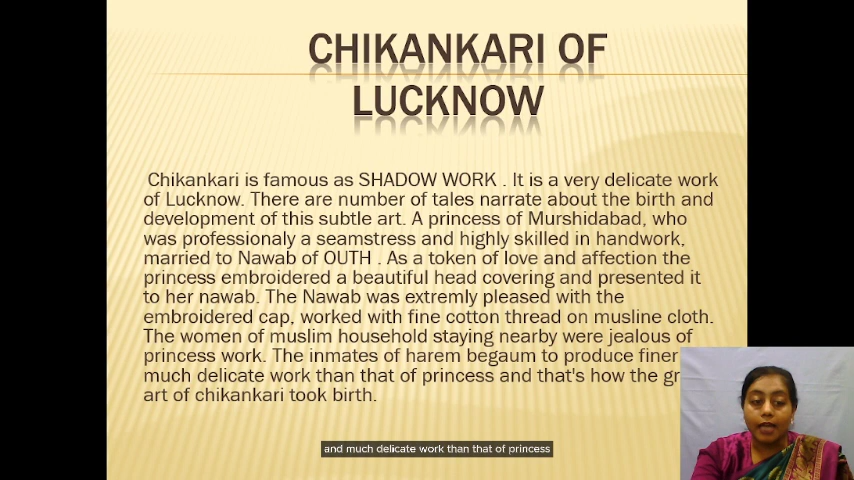 CHIKANKARI OF
LUCKNOW
Chikankari is famous as SHADOW WORK . It is a very delicate work
of Lucknow. There are number of tales narrate about the birth and
development of this subtle art. A princess of Murshidabad, who
was professionaly a seamstress and highly skilled in handwork,
married to Nawab of OUTH . As a token of love and affection the
princess embroidered a beautiful head covering and presented it
to her nawab. The Nawab was extremly pleased with the
embroidered cap, worked with fine cotton thread on musline cloth.
The women of muslim household staying nearby were jealous of
princess work. The inmates of harem begaum to produce finer
much delicate work than that of princess and that's how the
art of chikankari took birth.
and much delicate work than that of princess